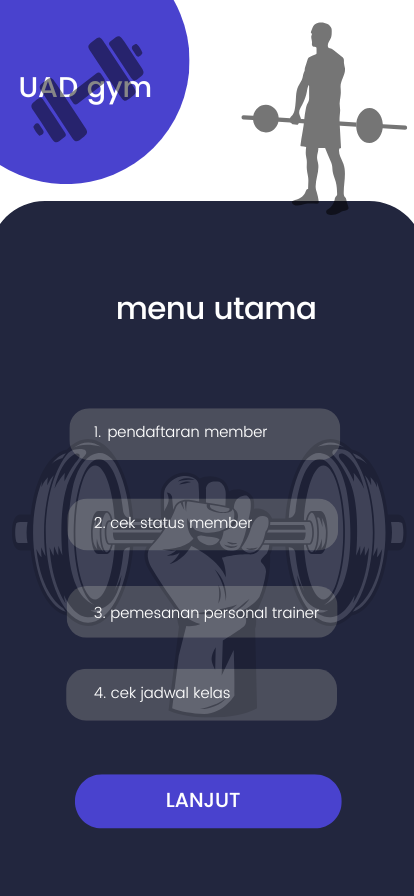 UAD gym
menu utama
1. pendaftaran member
2. cek status member
3. pemesanan personal trainer
4. cek jadwal kelas
LANJUT